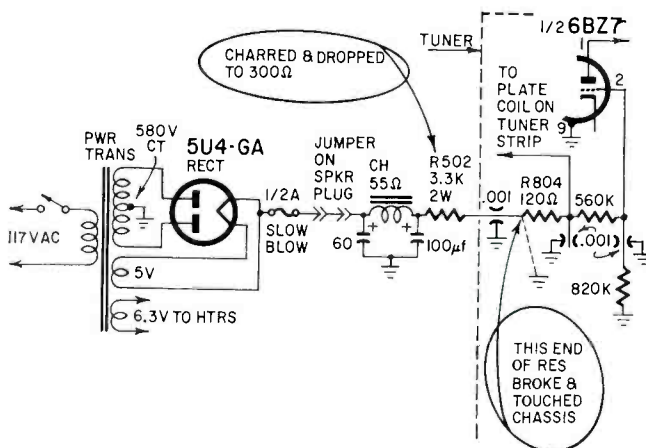 1/2 6BZ7
CHARRED & DROPPED
TO 300Ω
TUNER
TO
PLATE
COIL ON
TUNER
STRIP
2
9
580V
CT
PWR
TRANS
5U4-GA
RECT
JUMPER
ON
SPKR
PLUG
CH
55Ω
R502
3.3K
2W
R804
120Ω
560K
.001
1/2A
SLOW
BLOW
117VAC
60
+
+
100µf
(.001)
5V
820K
6.3V TO HTRS
THIS END
OF RES
BROKE &
TOUCHED
CHASSIS